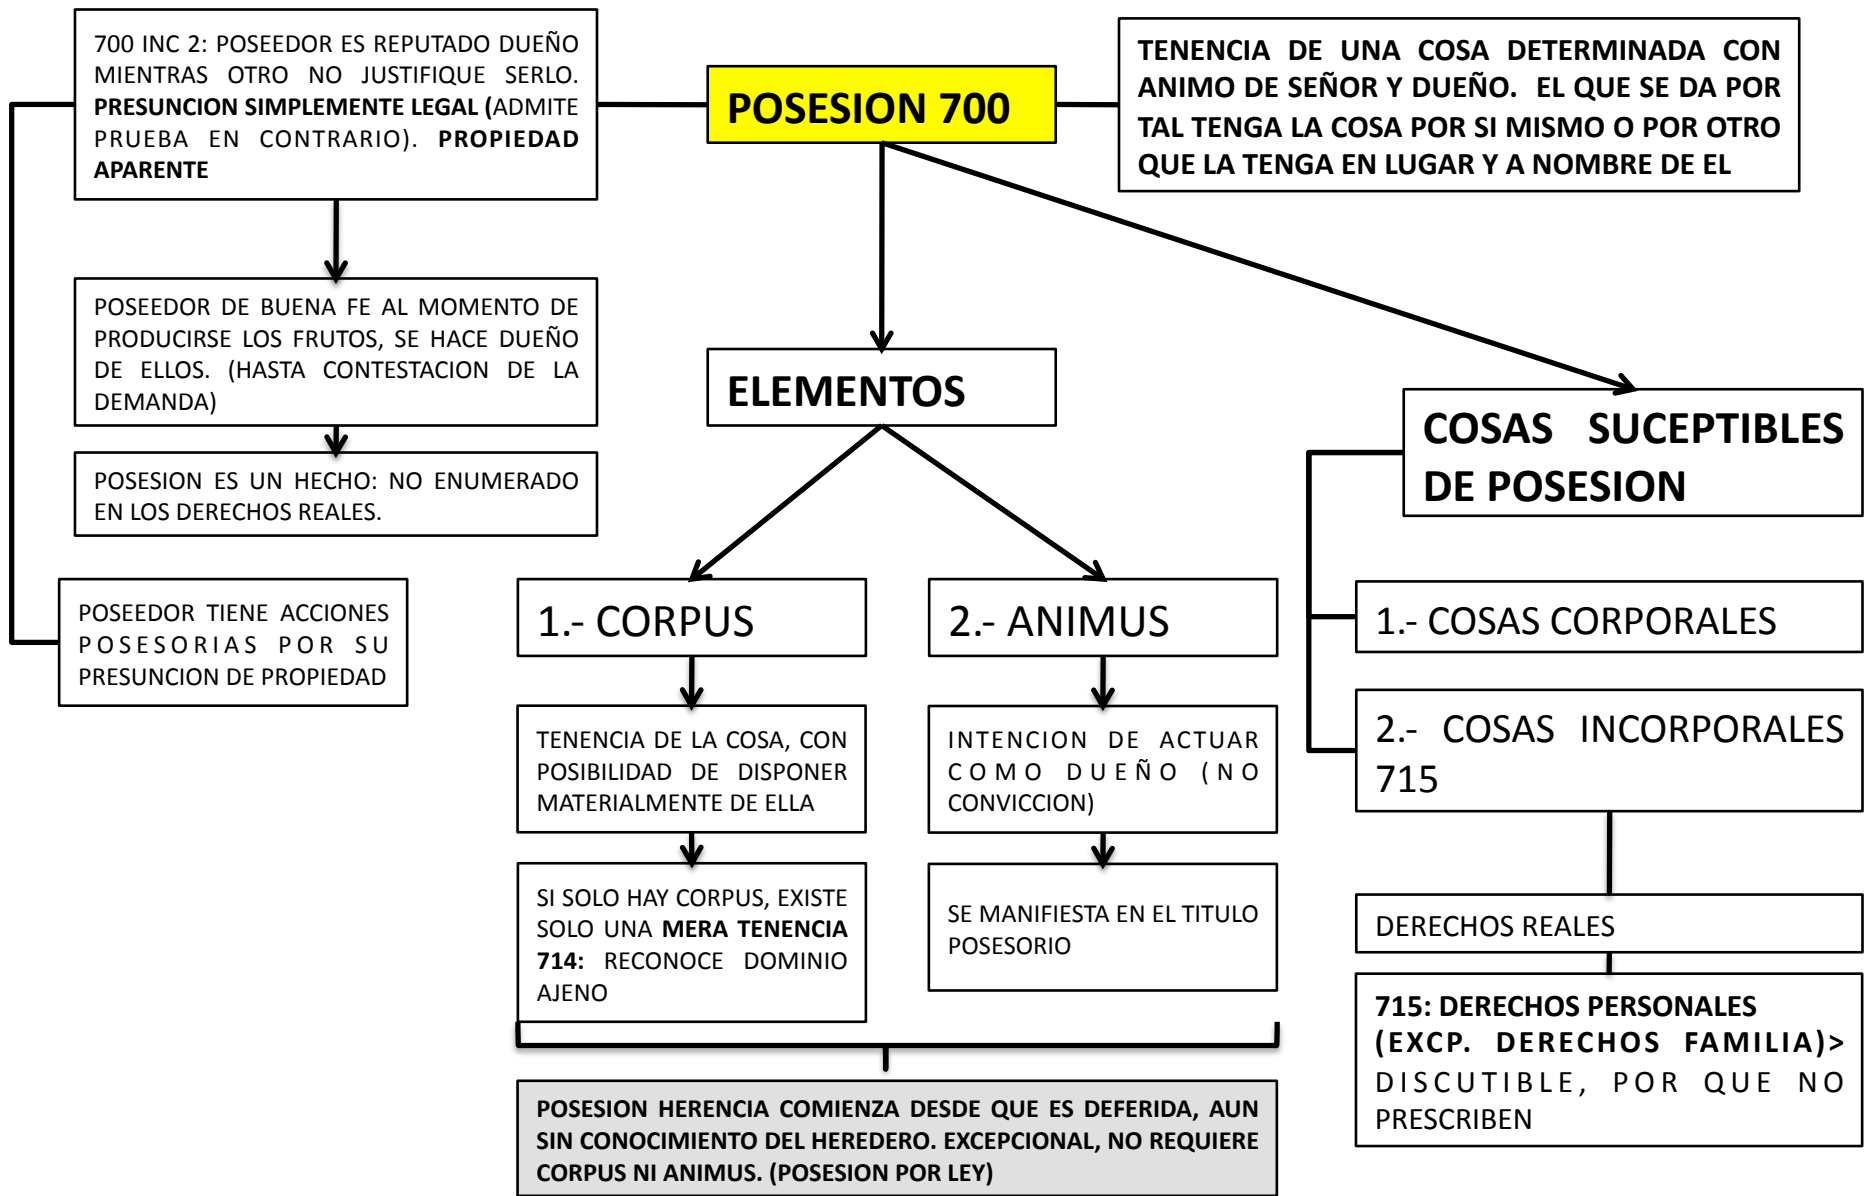 700 INC 2: POSEEDOR ES REPUTADO DUEÑO
MIENTRAS OTRO NO JUSTIFIQUE SERLO.
PRESUNCION SIMPLEMENTE LEGAL (ADMITE
PRUEBA EN CONTRARIO). PROPIEDAD
APARENTE
POSESION 700
TENENCIA DE UNA COSA DETERMINADA CON
ANIMO DE SEÑOR Y DUEÑO. EL QUE SE DA POR
TAL TENGA LA COSA POR SI MISMO O POR OTRO
QUE LA TENGA EN LUGAR Y A NOMBRE DE EL
POSEEDOR DE BUENA FE AL MOMENTO DE
PRODUCIRSE LOS FRUTOS, SE HACE DUEÑO
DE ELLOS. (HASTA CONTESTACION DE LA
DEMANDA)
POSESION ES UN HECHO: NO ENUMERADO
EN LOS DERECHOS REALES.
POSEEDOR TIENE ACCIONES
POSESORIAS POR SU
PRESUNCION DE PROPIEDAD
ELEMENTOS
1.- CORPUS
TENENCIA DE LA COSA, CON
POSIBILIDAD DE DISPONER
MATERIALMENTE DE ELLA
SI SOLO HAY CORPUS, EXISTE
SOLO UNA MERA TENENCIA
714: RECONOCE DOMINIO
AJENO
2.- ANIMUS
INTENCION DE ACTUAR
COMO DUEÑO (NO
CONVICCION)
SE MANIFIESTA EN EL TITULO
POSESORIO
POSESION HERENCIA COMIENZA DESDE QUE ES DEFERIDA, AUN
SIN CONOCIMIENTO DEL HEREDERO. EXCEPCIONAL, NO REQUIERE
CORPUS NI ANIMUS. (POSESION POR LEY)
COSAS SUCEPTIBLES
DE POSESION
1.- COSAS CORPORALES
2.- COSAS INCORPORALES
715
DERECHOS REALES
715: DERECHOS PERSONALES
(EXCP. DERECHOS FAMILIA)>
DISCUTIBLE, POR QUE NO
PRESCRIBEN